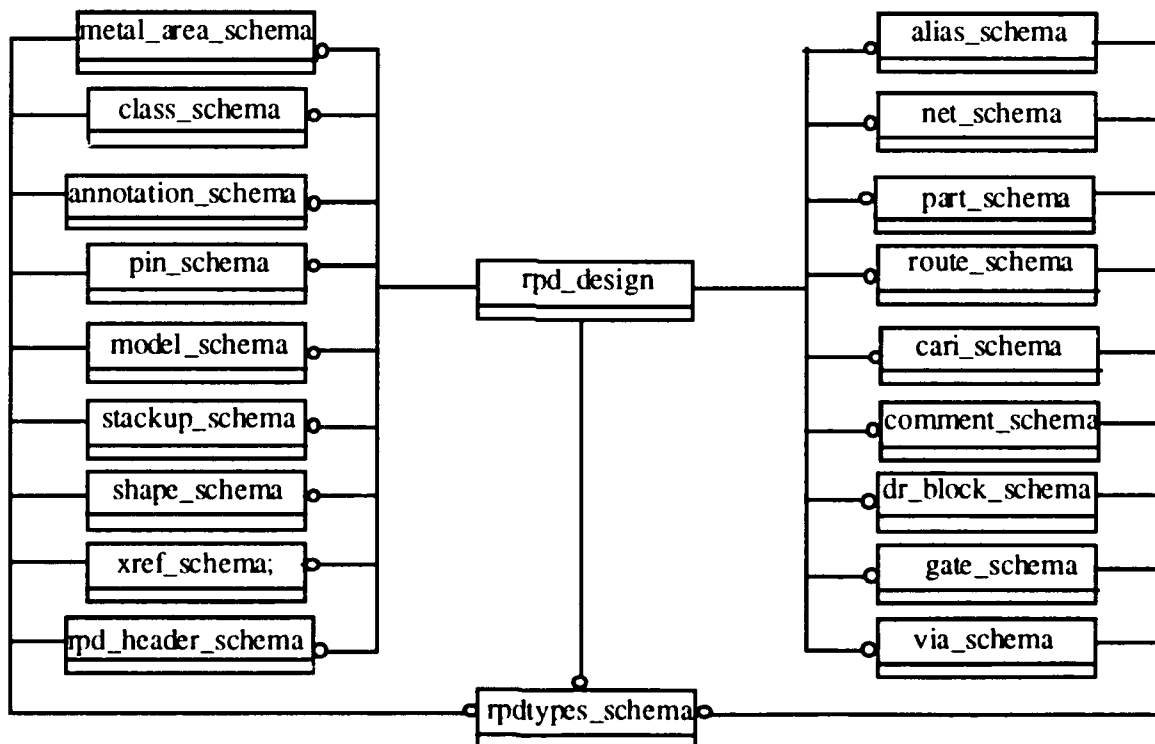 metal_area_schema
class_schema
annotation_schema
pin_schema
model_schema
stackup_schema
shape_schema
xref_schema;
rpd_header_schema
rpd_design
rpdtypes_schema
alias_schema
net_schema
part_schema
route_schema
cari_schema
comment_schema
dr_block_schema
gate_schema
via_schema